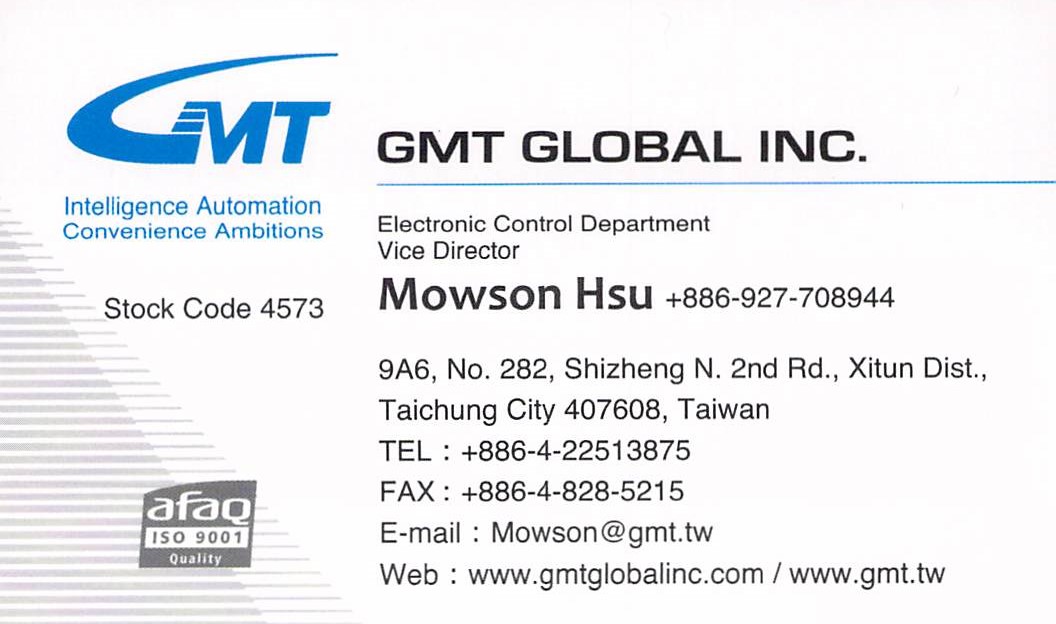 GMT
Intelligence Automation
Convenience Ambitions
Stock Code 4573
afaq
ISO 9001
Quality
GMT GLOBAL INC.
Electronic Control Department
Vice Director
Mowson Hsu +886-927-708944
9A6, No. 282, Shizheng N. 2nd Rd., Xitun Dist.,
Taichung City 407608, Taiwan
TEL : +886-4-22513875
FAX : +886-4-828-5215
E-mail : Mowson@gmt.tw
Web : www.gmtglobalinc.com / www.gmt.tw